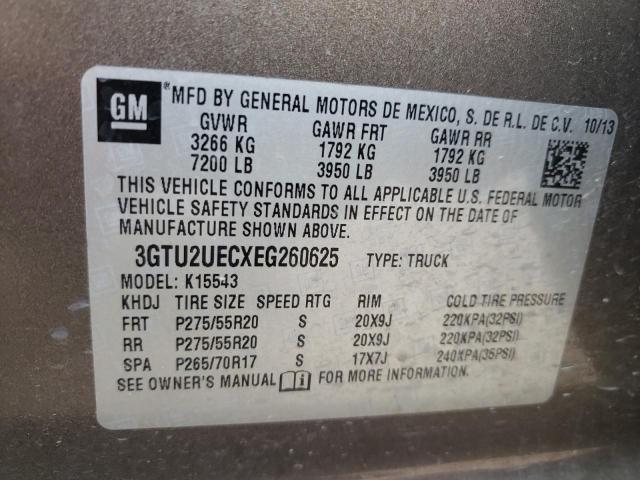 GM
®MFD BY GENERAL MOTORS DE MEXICO, S. DE R.L. DE C.V. 10/13
GVWR GAWR FRT GAWR RR
3266 KG 1792 KG 1792 KG
7200 LB 3950 LB 3950 LB
THIS VEHICLE CONFORMS TO ALL APPLICABLE U.S. FEDERAL MOTOR
VEHICLE SAFETY STANDARDS IN EFFECT ON THE DATE OF
MANUFACTURE SHOWN ABOVE.
3GTU2UECXEG260625 TYPE: TRUCK
MODEL: K15543
KHDJ TIRE SIZE SPEED RTG RIM COLD TIRE PRESSURE
FRT P275/55R20 S 20X9J 220KPA(32PSI)
RR P275/55R20 S 20X9J 220KPA(32PSI)
SPA P265/70R17 S 17X7J 240KPA(35PSI)
SEE OWNER'S MANUAL FOR MORE INFORMATION.